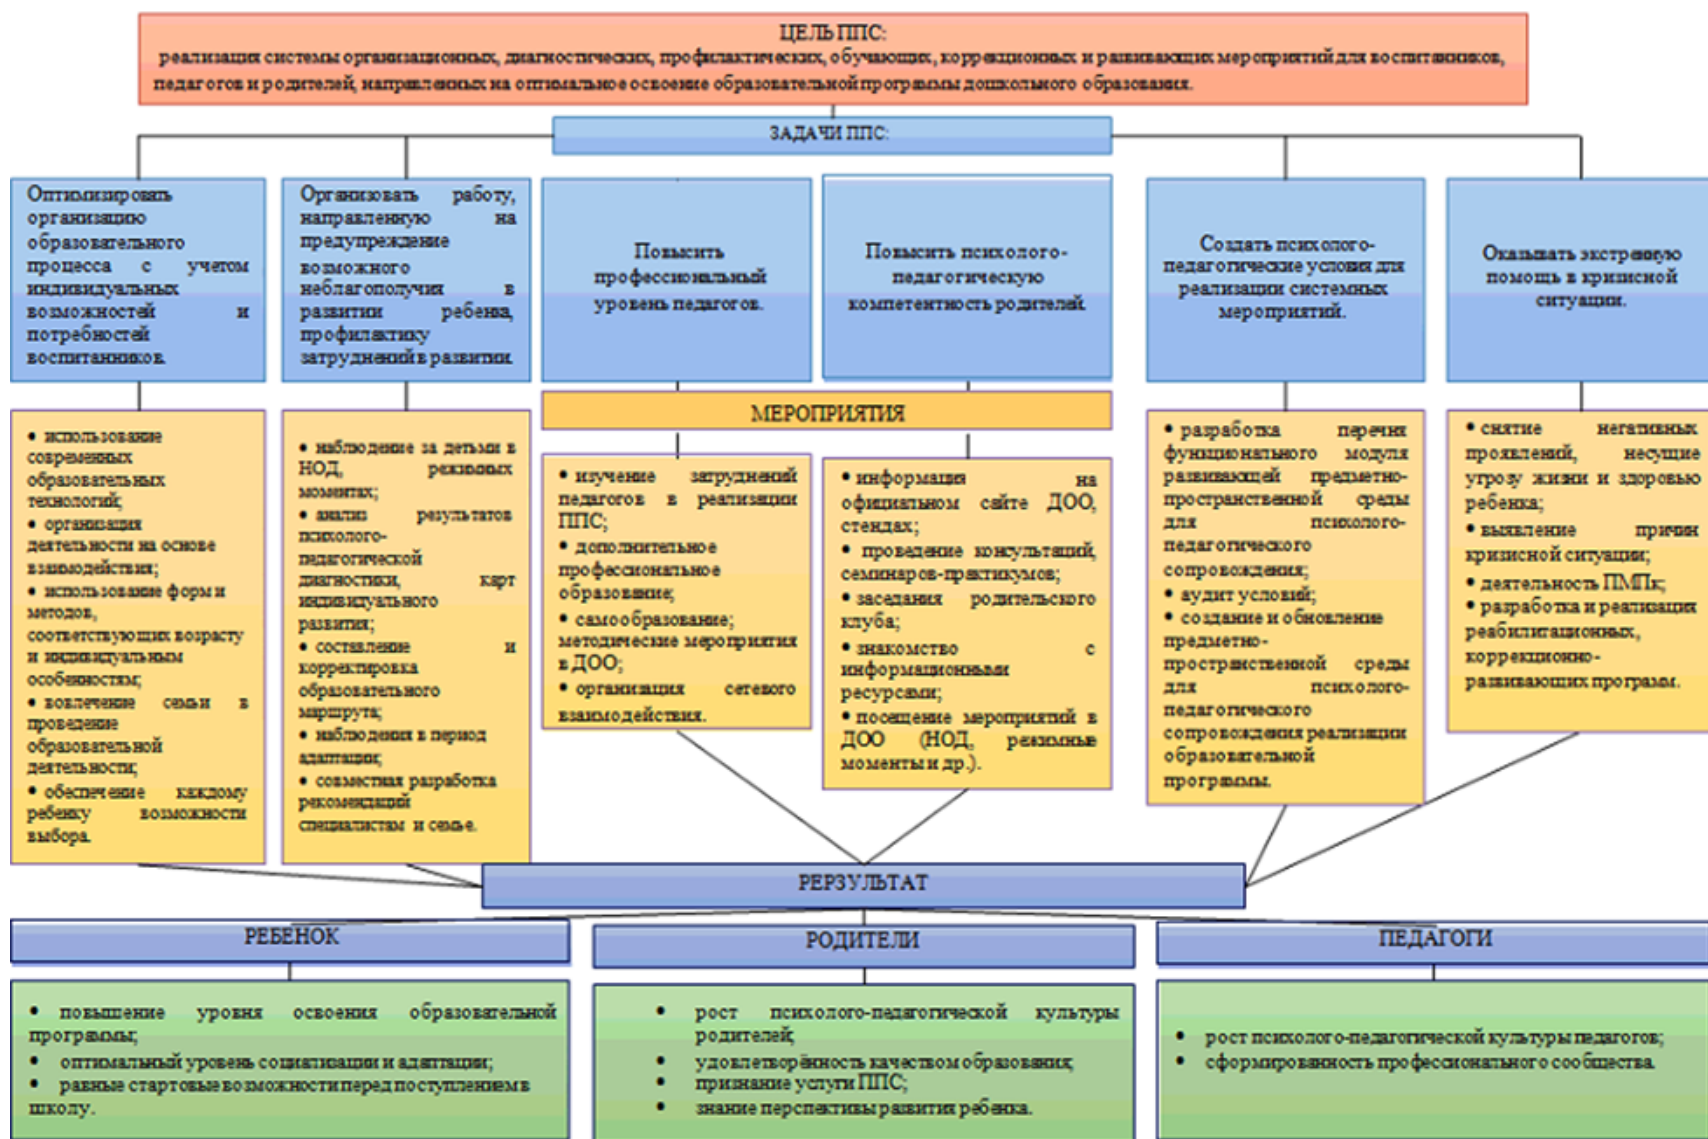 ЦЕЛЬ ППС:
реализация системы организационных, диагностических, профилактических, обучающих, коррекционных и развивающих мероприятий для воспитанников,
педагогов и родителей, направленных на оптимальное освоение образовательной программы дошкольного образования.
ЗАДАЧИ ППС:
Оптимизировать
организацию
образовательного
процесса с учетом
индивидуальных
возможностей и
потребностей
воспитанников.
Организовать работу,
направленную на
предупреждение
возможного
неблагополучия в
развитии ребенка,
профилактику
затруднений в развитии.
Повысить
профессиональный
уровень педагогов.
Повысить психолого-
педагогическую
компетентность родителей.
Создать психолого-
педагогические условия для
реализации системных
мероприятий.
Оказывать экстренную
помощь в кризисной
ситуации.
МЕРОПРИЯТИЯ
• использование
современных
образовательных
технологий;
• организация
деятельности на основе
взаимодействия;
• использование форм и
методов,
соответствующих возрасту
и индивидуальным
особенностям;
• вовлечение семьи в
проведение
образовательной
деятельности;
• обеспечение каждому
ребенку возможности
выбора.
• наблюдение за детьми в
НОД, режимных
моментах;
• анализ результатов
психолого-
педагогической
диагностики, карт
индивидуального
развития;
• составление и
корректировка
образовательного
маршрута;
• наблюдения в период
адаптации;
• совместная разработка
рекомендаций
специалистам и семье.
• изучение затруднений
педагогов в реализации
ППС;
• дополнительное
профессиональное
образование;
• самообразование;
методические мероприятия
в ДОО;
• организация сетевого
взаимодействия.
• информация на
официальном сайте ДОО,
стендах;
• проведение консультаций,
семинаров-практикумов;
• заседания родительского
клуба;
• знакомство с
информационными
ресурсами;
• посещение мероприятий в
ДОО (НОД, режимные
моменты и др.).
• разработка перечня
функционального модуля
развивающей предметно-
пространственной среды
для психолого-
педагогического
сопровождения;
• аудит условий;
• создание и обновление
предметно-
пространственной среды
для психолого-
педагогического
сопровождения реализации
образовательной
программы.
• снятие негативных
проявлений, несущие
угрозу жизни и здоровью
ребенка;
• выявление причин
кризисной ситуации;
• деятельность ПМПк;
• разработка и реализация
реабилитационных,
коррекционно-
развивающих программ.
РЕРЗУЛЬТАТ
РЕБЕНОК
РОДИТЕЛИ
ПЕДАГОГИ
• повышение уровня освоения образовательной
программы;
• оптимальный уровень социализации и адаптации;
• равные стартовые возможности перед поступлением в
школу.
• рост психолого-педагогической культуры
родителей;
• удовлетворённость качеством образования;
• признание услуги ППС;
• знание перспективы развития ребенка.
• рост психолого-педагогической культуры педагогов;
• сформированность профессионального сообщества.